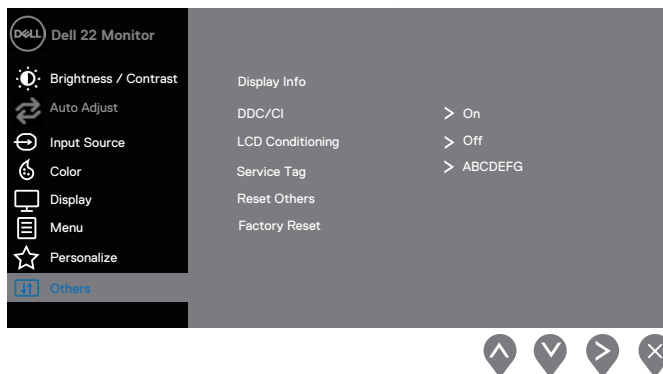 DELL Dell 22 Monitor
Brightness / Contrast
Auto Adjust
Input Source
Color
Display
Menu
Personalize
Others
Display Info
DDC/CI > On
LCD Conditioning > Off
Service Tag > ABCDEFG
Reset Others
Factory Reset